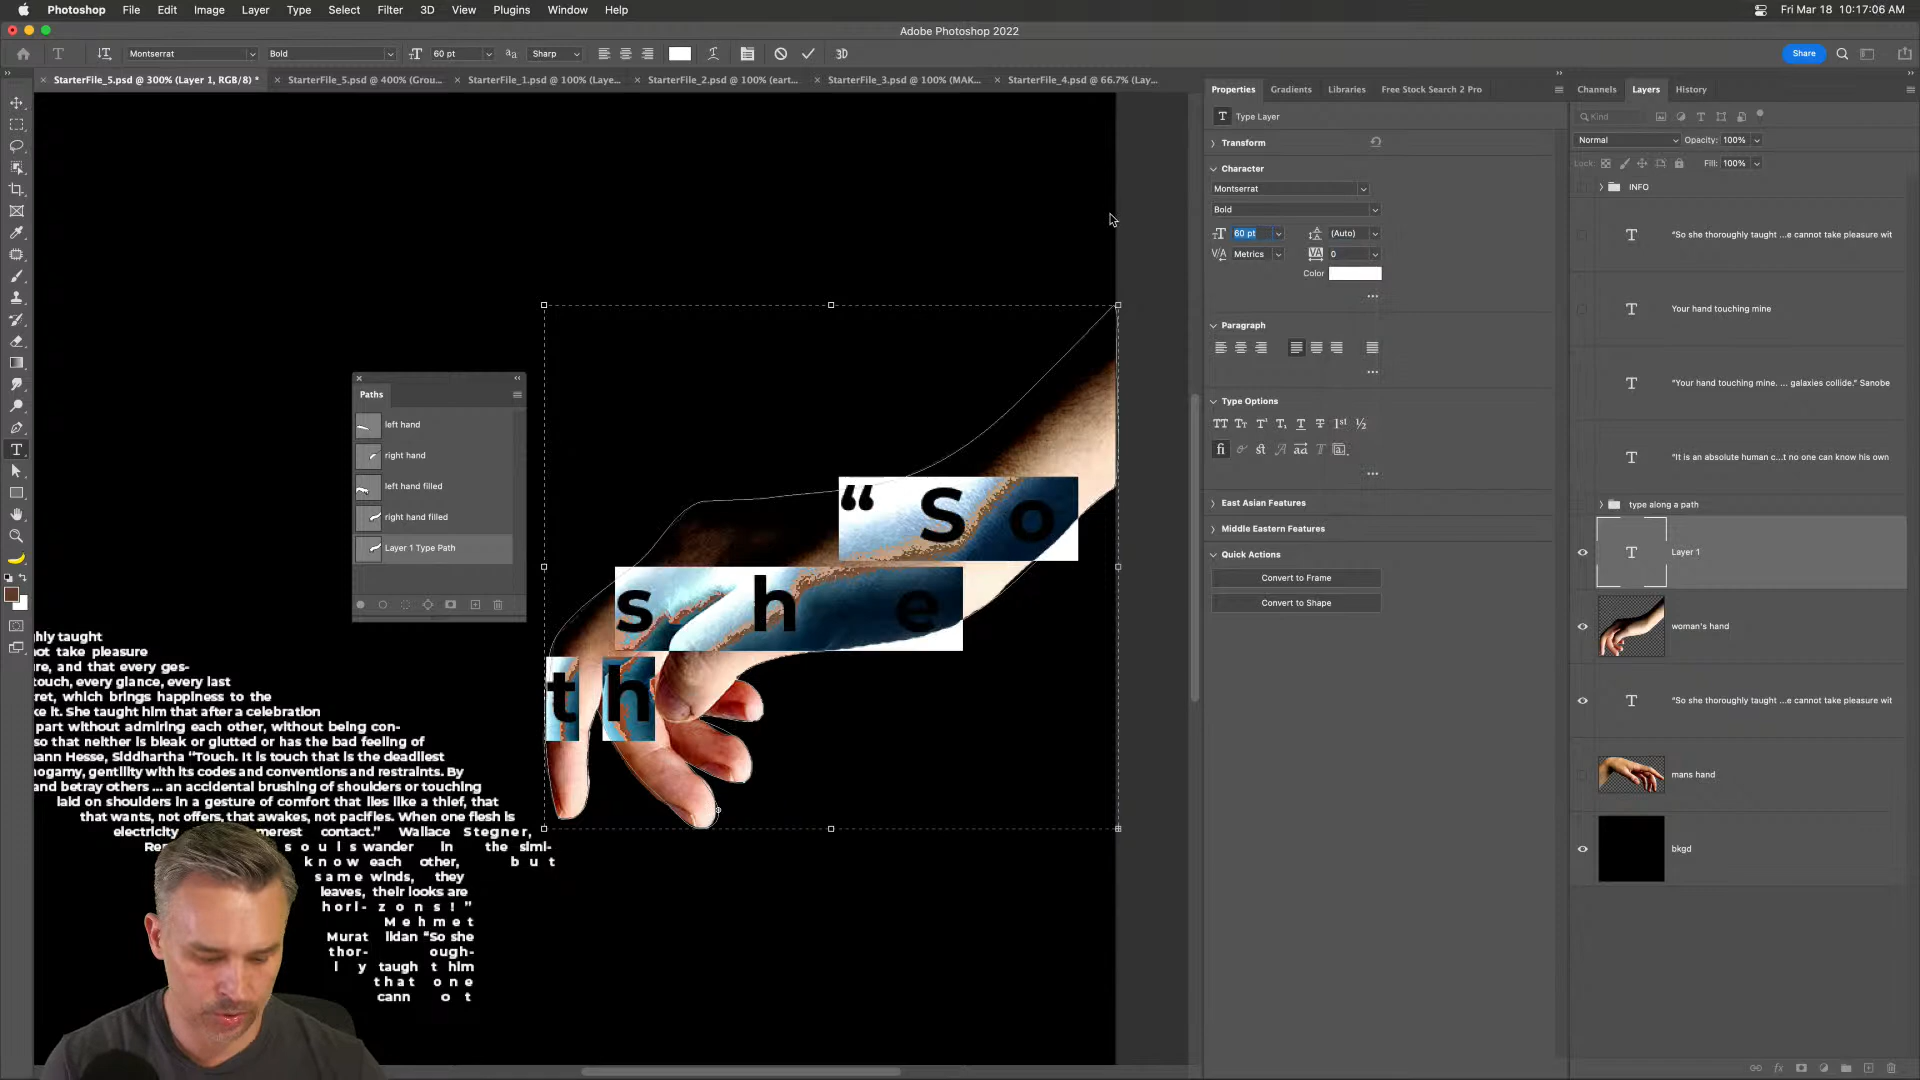 Photoshop File Edit Image Layer Type Select Filter 3D View Plugins Window Help
Fri Mar 18 10:17:06 AM
Adobe Photoshop 2022
Montserrat Bold 60 pt Sharp 3D Share
StarterFile_5.psd @ 300% (Layer 1, RGB/8) *
StarterFile_5.psd @ 400% (Grou...
StarterFile_1.psd @ 100% (Laye...
StarterFile_2.psd @ 100% (eart...
StarterFile_3.psd @ 100% (MAK...
StarterFile_4.psd @ 66.7% (Lay...
Paths
left hand
right hand
left hand filled
right hand filled
Layer 1 Type Path
“ S o
s h e
t h
hly taught
ot take pleasure
re, and that every ges-
touch, every glance, every last
ret, which brings happiness to the
ke it. She taught him that after a celebration
part without admiring each other, without being con-
so that neither is bleak or glutted or has the bad feeling of
ann Hesse, Siddhartha “Touch. It is touch that is the deadliest
nogamy, gentility with its codes and conventions and restraints. By
and betray others ... an accidental brushing of shoulders or touching
laid on shoulders in a gesture of comfort that lies like a thief, that
that wants, not offers, that awakes, not pacifies. When one flesh is
electricity merest contact.” Wallace Stegner,
s o u l s wander in the simi-
k n o w each other, b u t
s a m e winds, they
leaves, their looks are
h o r i - z o n s ! ”
M e h m e t
Murat ildan “So she
thor- ough-
l y taugh t him
t h a t o n e
cann o t
Properties Gradients Libraries Free Stock Search 2 Pro
Type Layer
Transform
Character
Montserrat
Bold
60 pt (Auto)
Metrics 0
Color
Paragraph
Type Options
East Asian Features
Middle Eastern Features
Quick Actions
Convert to Frame
Convert to Shape
Channels Layers History
Kind
Normal Opacity: 100%
Lock: Fill: 100%
INFO
“So she thoroughly taught ...e cannot take pleasure wit
Your hand touching mine
“Your hand touching mine. ... galaxies collide.” Sanobe
“It is an absolute human c...t no one can know his own
type along a path
Layer 1
woman's hand
“So she thoroughly taught ...e cannot take pleasure wit
mans hand
bkgd